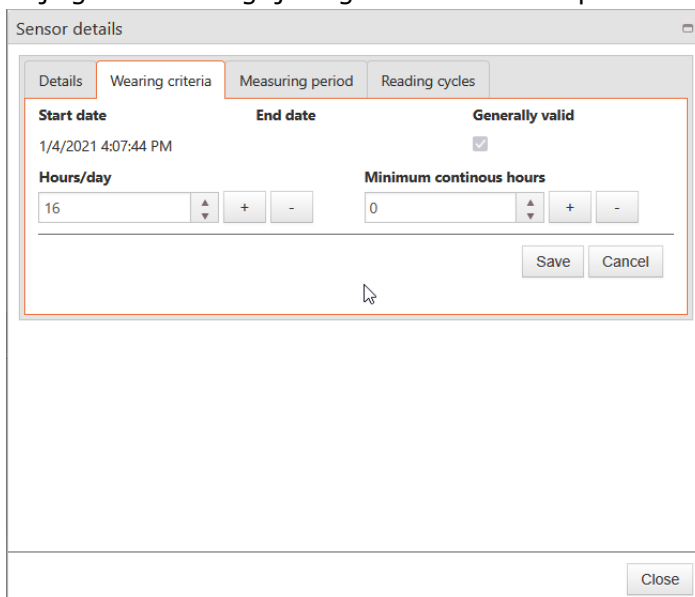 Sensor details
Details Wearing criteria Measuring period Reading cycles
Start date End date Generally valid
1/4/2021 4:07:44 PM
Hours/day Minimum continous hours
16 + - 0 + -
Save Cancel
Close